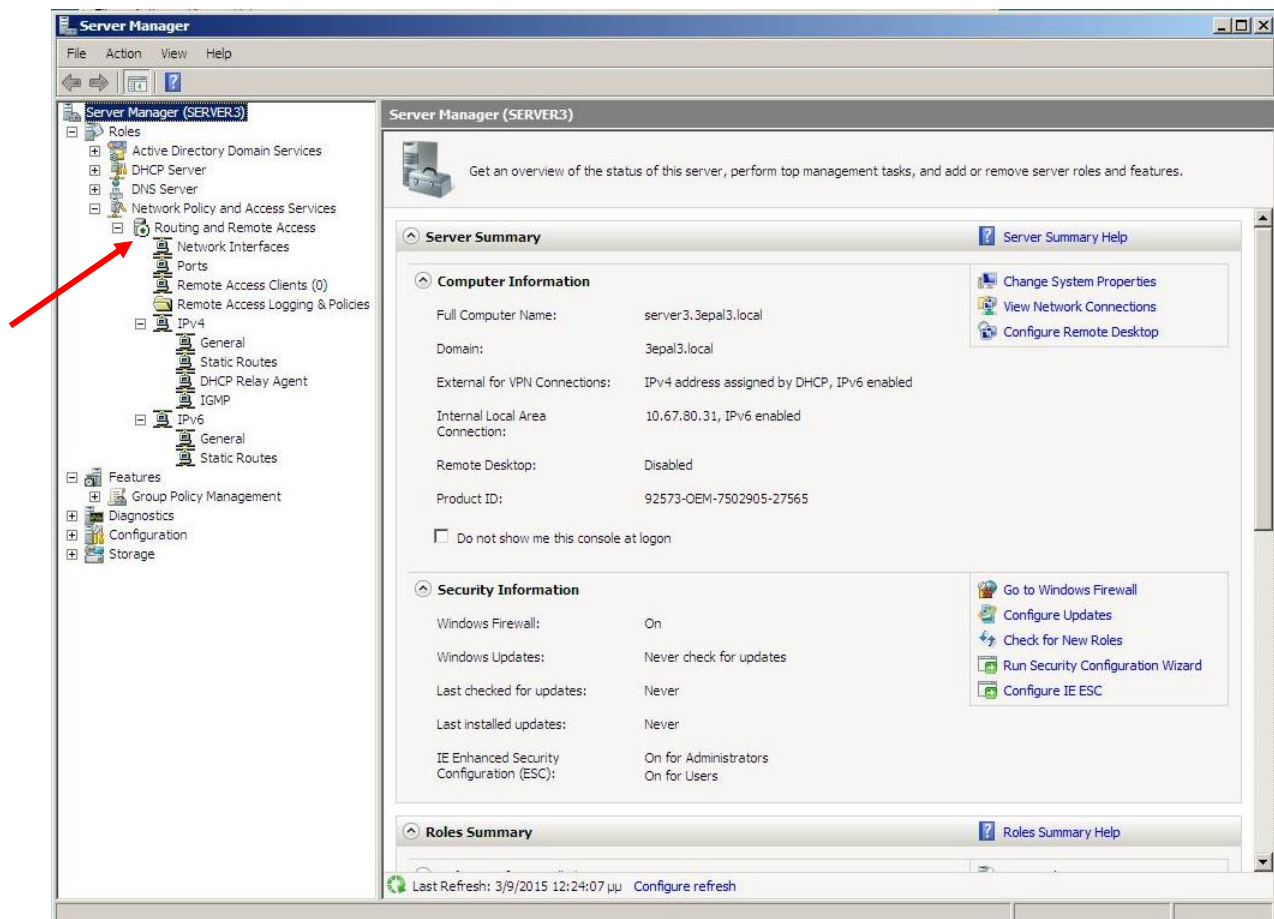 Server Manager
File Action View Help
Server Manager (SERVER3)
Roles
Active Directory Domain Services
DHCP Server
DNS Server
Network Policy and Access Services
Routing and Remote Access
Network Interfaces
Ports
Remote Access Clients (0)
Remote Access Logging & Policies
IPv4
General
Static Routes
DHCP Relay Agent
IGMP
IPv6
General
Static Routes
Features
Group Policy Management
Diagnostics
Configuration
Storage
Server Manager (SERVER3)
Get an overview of the status of this server, perform top management tasks, and add or remove server roles and features.
Server Summary
Server Summary Help
Computer Information
Full Computer Name: server3.3epal3.local
Domain: 3epal3.local
External for VPN Connections: IPv4 address assigned by DHCP, IPv6 enabled
Internal Local Area
Connection: 10.67.80.31, IPv6 enabled
Remote Desktop: Disabled
Product ID: 92573-OEM-7502905-27565
Do not show me this console at logon
Change System Properties
View Network Connections
Configure Remote Desktop
Security Information
Windows Firewall: On
Windows Updates: Never check for updates
Last checked for updates: Never
Last installed updates: Never
IE Enhanced Security
Configuration (ESC):
On for Administrators
On for Users
Go to Windows Firewall
Configure Updates
Check for New Roles
Run Security Configuration Wizard
Configure IE ESC
Roles Summary
Roles Summary Help
Last Refresh: 3/9/2015 12:24:07 μμ Configure refresh